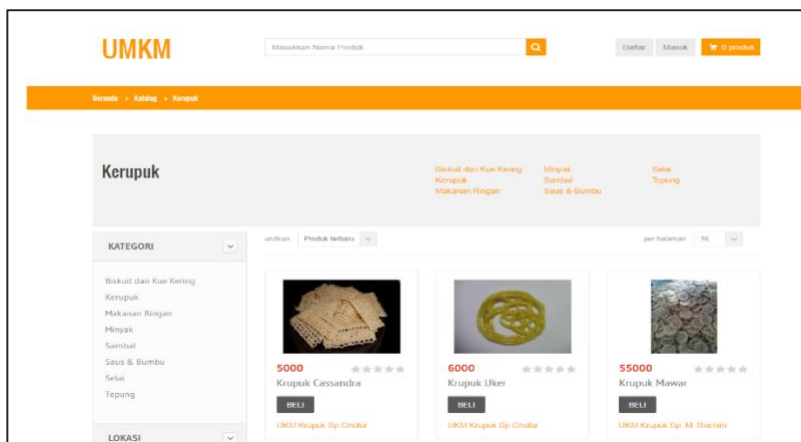 UMKM
Masukkan Nama Produk
Daftar Masuk 0 produk
Beranda > Katalog > Kerupuk
Kerupuk
Biskuit dan Kue Kering Minyak Selai
Kerupuk Sambal Tepung
Makanan Ringan Saus & Bumbu
KATEGORI
urutkan Produk terbaru
per halaman 16
Biskuit dan Kue Kering
Kerupuk
Makanan Ringan
Minyak
Sambal
Saus & Bumbu
Selai
Tepung
LOKASI
5000
Krupuk Cassandra
BELI
UKM Krupuk Bp Ghofar
6000
Krupuk Uker
BELI
UKM Krupuk Bp Ghofar
55000
Krupuk Mawar
BELI
UKM Krupuk Bp. M. Rochim